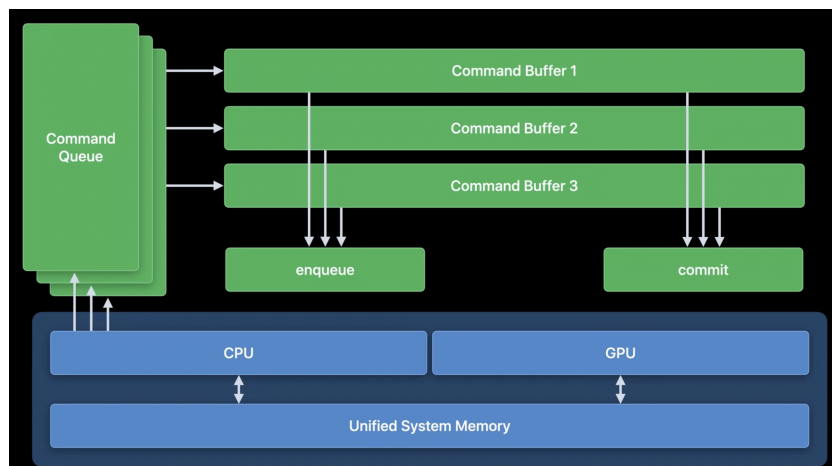 Command
Queue
Command Buffer 1
Command Buffer 2
Command Buffer 3
enqueue
commit
CPU
GPU
Unified System Memory